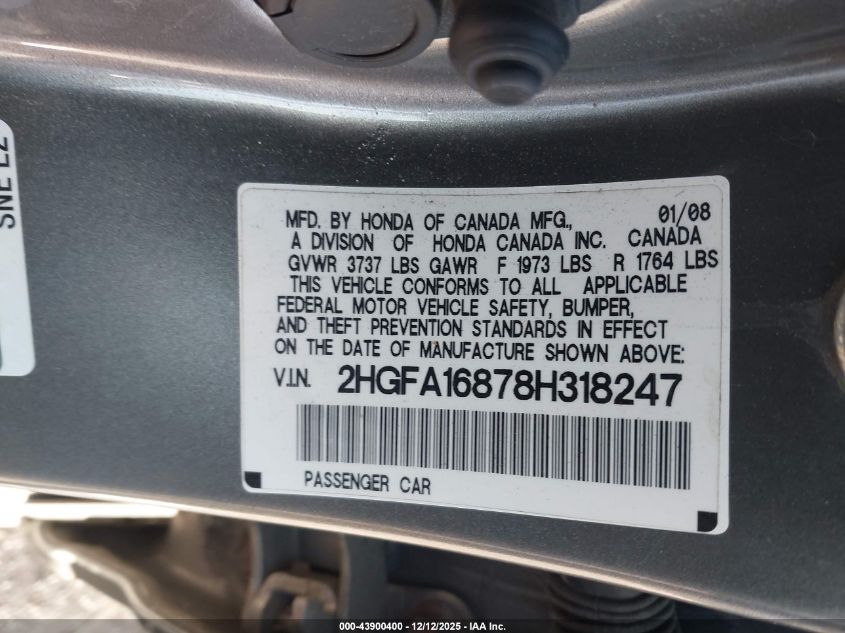 SNE L2
MFD. BY HONDA OF CANADA MFG., 01/08
A DIVISION OF HONDA CANADA INC. CANADA
GVWR 3737 LBS GAWR F 1973 LBS R 1764 LBS
THIS VEHICLE CONFORMS TO ALL APPLICABLE
FEDERAL MOTOR VEHICLE SAFETY, BUMPER,
AND THEFT PREVENTION STANDARDS IN EFFECT
ON THE DATE OF MANUFACTURE SHOWN ABOVE:
V.I.N. 2HGFA16878H318247
PASSENGER CAR
000-43900400 - 12/12/2025 - IAA Inc.